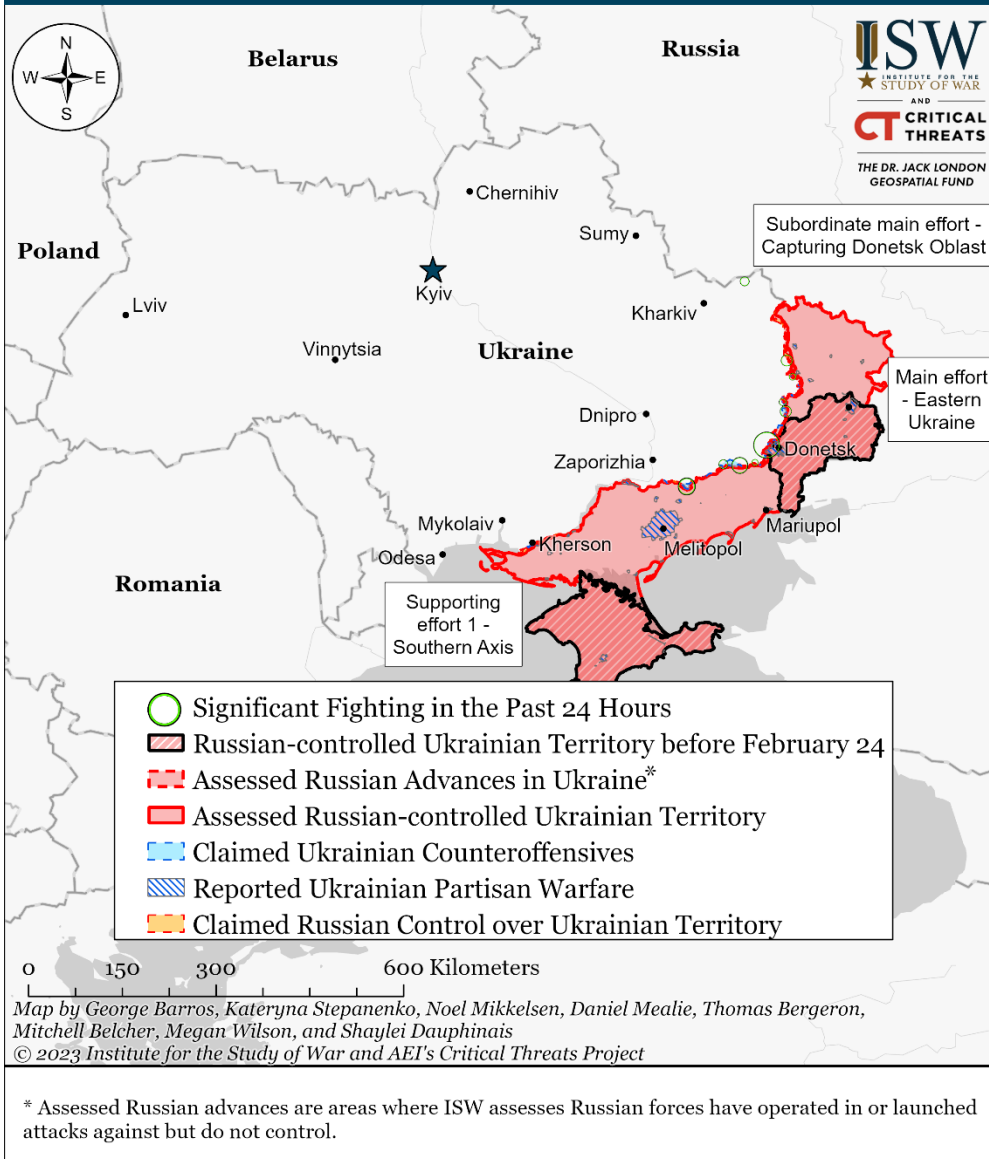 N
W
E
S
Belarus
Russia
ISW
INSTITUTE FOR THE
STUDY OF WAR
AND
CT CRITICAL
THREATS
THE DR. JACK LONDON
GEOSPATIAL FUND
Chernihiv
Sumy
Subordinate main effort -
Capturing Donetsk Oblast
Poland
Kyiv
Lviv
Kharkiv
Vinnytsia
Ukraine
Main effort
- Eastern
Ukraine
Dnipro
Donetsk
Zaporizhia
Mykolaiv
Mariupol
Kherson
Melitopol
Odesa
Romania
Supporting
effort 1 -
Southern Axis
Significant Fighting in the Past 24 Hours
Russian-controlled Ukrainian Territory before February 24
Assessed Russian Advances in Ukraine*
Assessed Russian-controlled Ukrainian Territory
Claimed Ukrainian Counteroffensives
Reported Ukrainian Partisan Warfare
Claimed Russian Control over Ukrainian Territory
0 150 300 600 Kilometers
Map by George Barros, Kateryna Stepanenko, Noel Mikkelsen, Daniel Mealie, Thomas Bergeron,
Mitchell Belcher, Megan Wilson, and Shaylei Dauphinais
© 2023 Institute for the Study of War and AEI's Critical Threats Project
* Assessed Russian advances are areas where ISW assesses Russian forces have operated in or launched
attacks against but do not control.